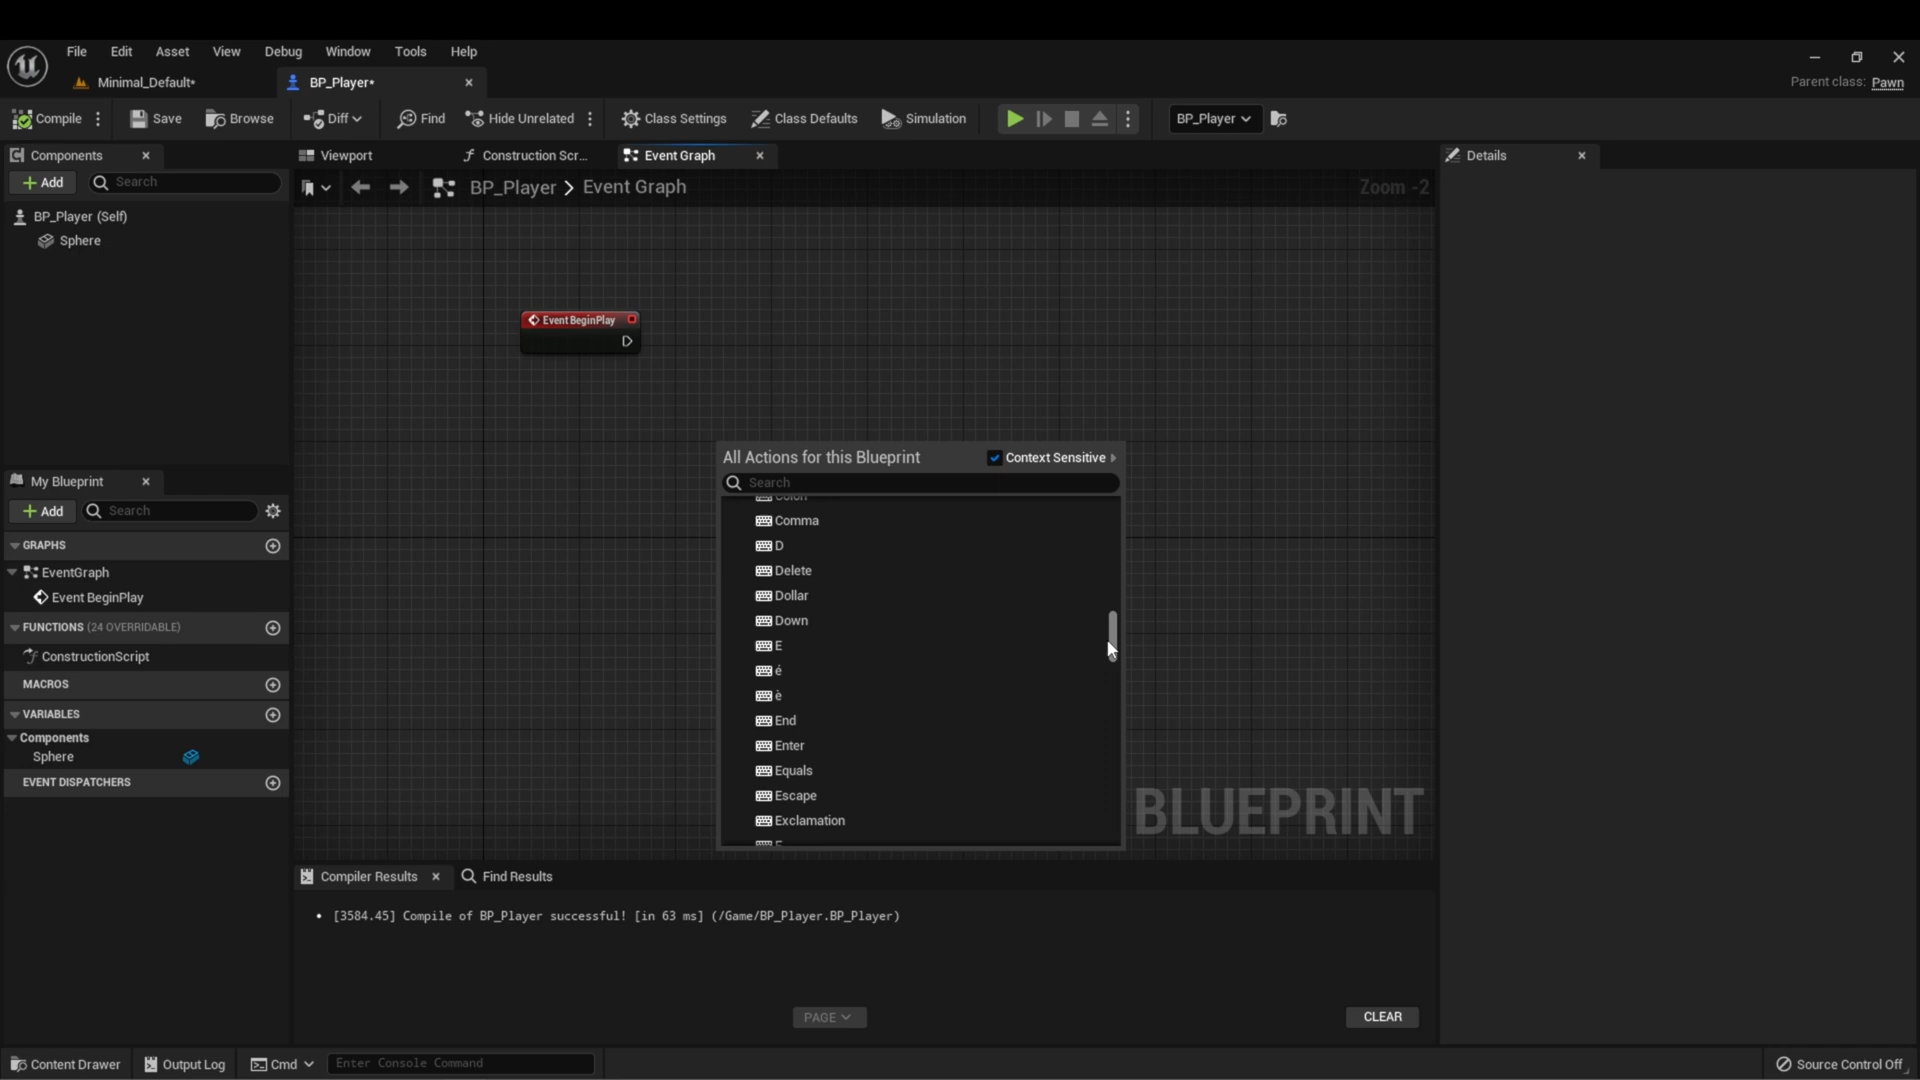 File Edit Asset View Debug Window Tools Help
Minimal_Default*
BP_Player*
Parent class: Pawn
Compile
Save
Browse
Diff
Find
Hide Unrelated
Class Settings
Class Defaults
Simulation
BP_Player
Components
Add
Search
BP_Player (Self)
Sphere
Viewport
Construction Scr...
Event Graph
BP_Player > Event Graph
Zoom -2
Event BeginPlay
All Actions for this Blueprint
Context Sensitive
Search
Colon
Comma
D
Delete
Dollar
Down
E
é
è
End
Enter
Equals
Escape
Exclamation
BLUEPRINT
Details
My Blueprint
Add
Search
GRAPHS
EventGraph
Event BeginPlay
FUNCTIONS (24 OVERRIDABLE)
ConstructionScript
MACROS
VARIABLES
Components
Sphere
EVENT DISPATCHERS
Compiler Results
Find Results
• [3584.45] Compile of BP_Player successful! [in 63 ms] (/Game/BP_Player.BP_Player)
PAGE
CLEAR
Content Drawer
Output Log
Cmd
Enter Console Command
Source Control Off